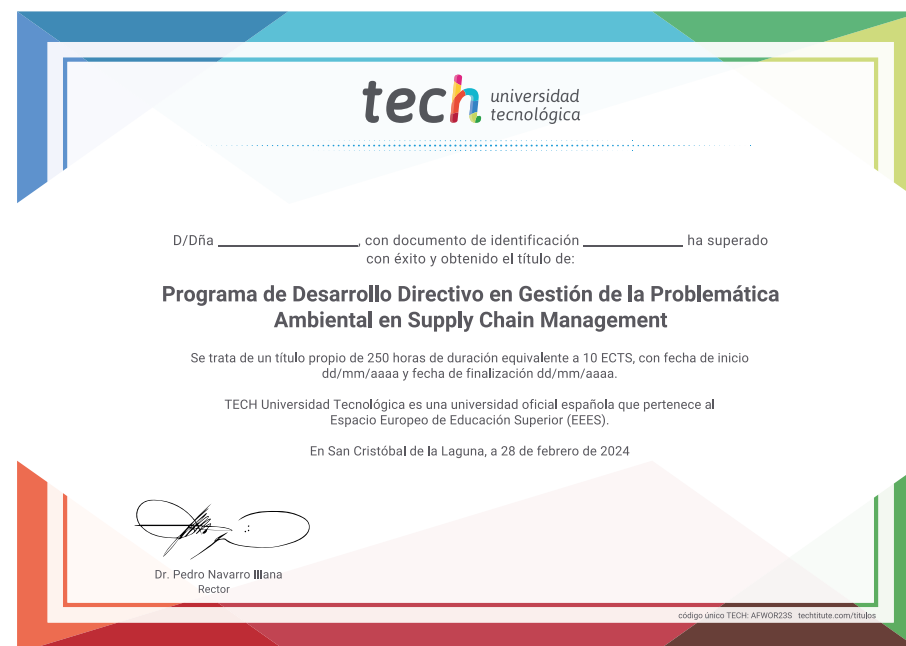 tech universidad
tecnológica
D/Dña ____________________, con documento de identificación ______________ ha superado
con éxito y obtenido el título de:
Programa de Desarrollo Directivo en Gestión de la Problemática
Ambiental en Supply Chain Management
Se trata de un título propio de 250 horas de duración equivalente a 10 ECTS, con fecha de inicio
dd/mm/aaaa y fecha de finalización dd/mm/aaaa.
TECH Universidad Tecnológica es una universidad oficial española que pertenece al
Espacio Europeo de Educación Superior (EEES).
En San Cristóbal de la Laguna, a 28 de febrero de 2024
Dr. Pedro Navarro Illana
Rector
código único TECH: AFWOR23S techtitute.com/titulos